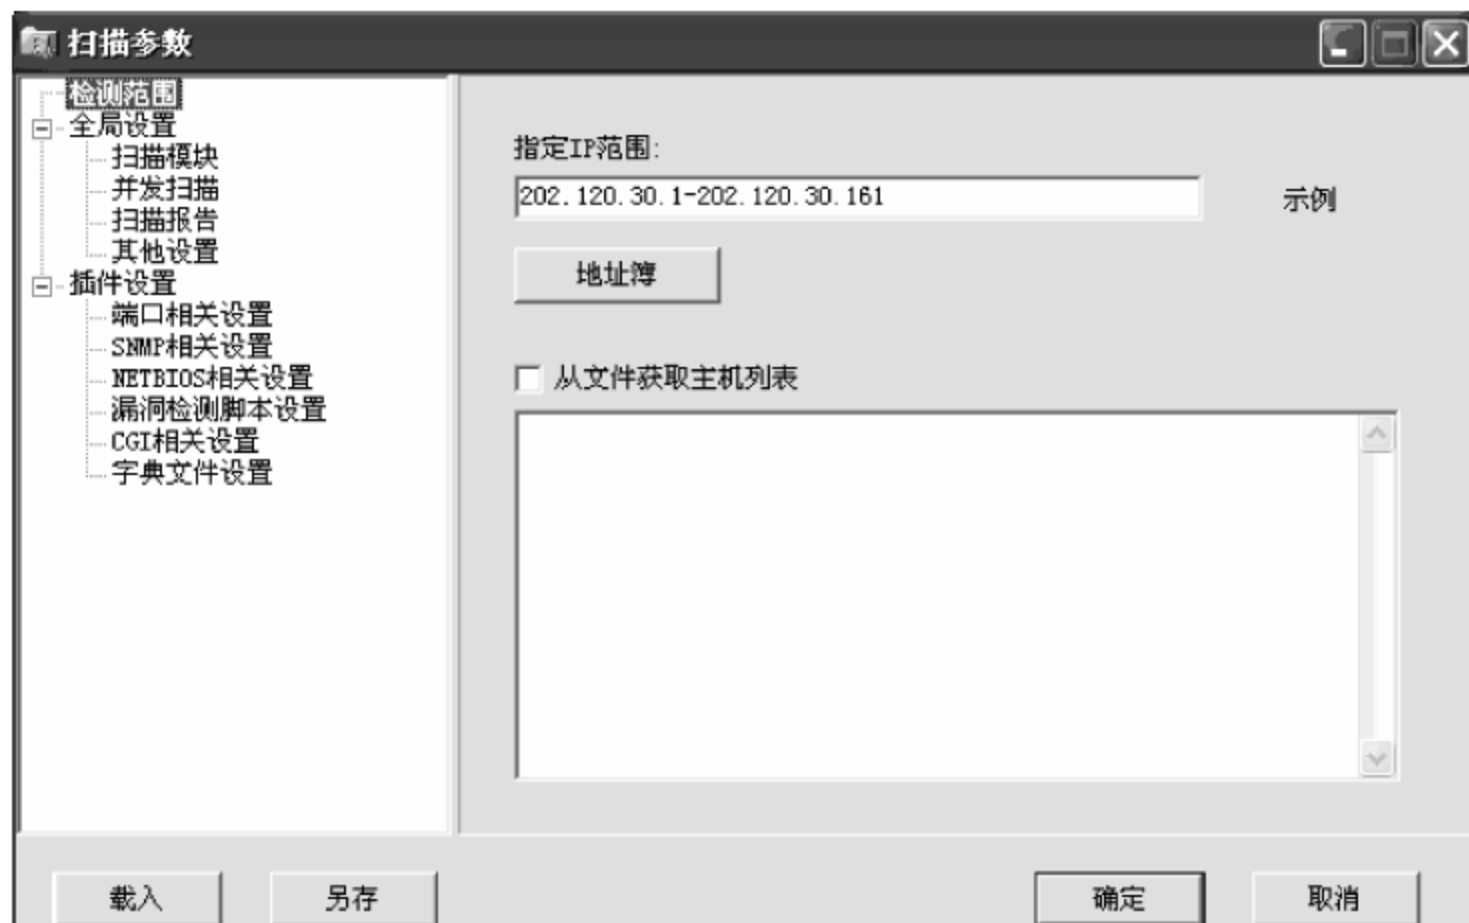 扫描参数
检测范围
全局设置
扫描模块
并发扫描
扫描报告
其他设置
插件设置
端口相关设置
SNMP相关设置
NETBIOS相关设置
漏洞检测脚本设置
CGI相关设置
字典文件设置
指定IP范围:
202.120.30.1-202.120.30.161
示例
地址簿
从文件获取主机列表
载入
另存
确定
取消